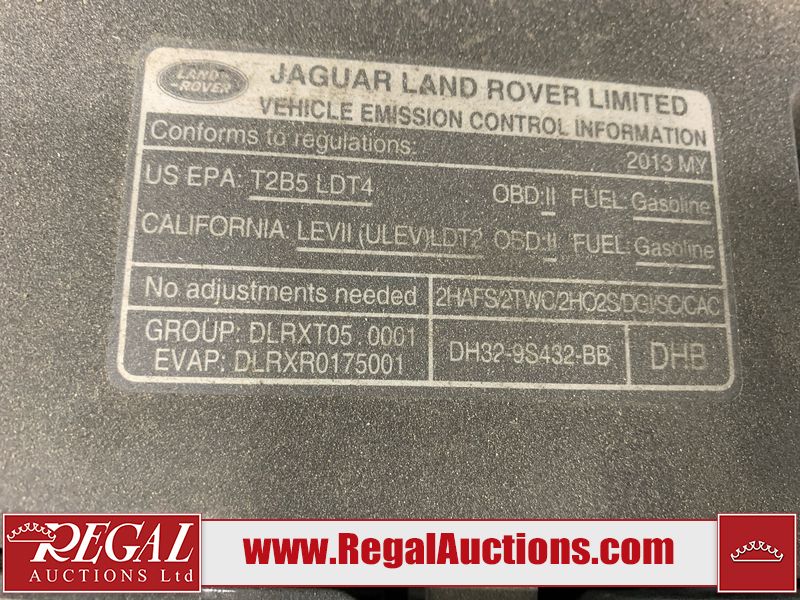 LAND ROVER
JAGUAR LAND ROVER LIMITED
VEHICLE EMISSION CONTROL INFORMATION
Conforms to regulations:
2013 MY
US EPA: T2B5 LDT4 OBD:II FUEL: Gasoline
CALIFORNIA: LEVII (ULEV)LDT2 OBD:II FUEL: Gasoline
No adjustments needed 2HAFS/2TWC/2HO2S/DGI/SC/CAC
GROUP: DLRXT05.0001
EVAP: DLRXR0175001
DH32-9S432-BB
DHB
REGAL
AUCTIONS Ltd
www.RegalAuctions.com